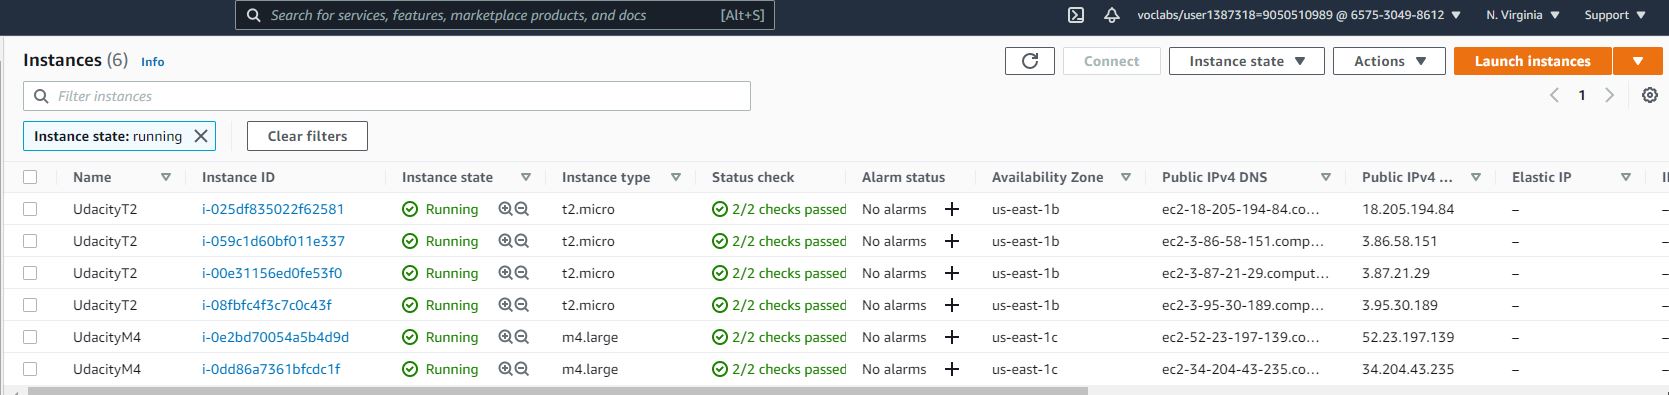 Search for services, features, marketplace products, and docs [Alt+S] voclabs/user1387318=9050510989 @ 6575-3049-8612 N. Virginia Support
Instances (6) Info Connect Instance state Actions Launch instances
Filter instances 1
Instance state: running Clear filters
Name Instance ID Instance state Instance type Status check Alarm status Availability Zone Public IPv4 DNS Public IPv4 ... Elastic IP
UdacityT2 i-025df835022f62581 Running t2.micro 2/2 checks passed No alarms + us-east-1b ec2-18-205-194-84.co... 18.205.194.84 –
UdacityT2 i-059c1d60bf011e337 Running t2.micro 2/2 checks passed No alarms + us-east-1b ec2-3-86-58-151.comp... 3.86.58.151 –
UdacityT2 i-00e31156ed0fe53f0 Running t2.micro 2/2 checks passed No alarms + us-east-1b ec2-3-87-21-29.comput... 3.87.21.29 –
UdacityT2 i-08fbfc4f3c7c0c43f Running t2.micro 2/2 checks passed No alarms + us-east-1b ec2-3-95-30-189.comp... 3.95.30.189 –
UdacityM4 i-0e2bd70054a5b4d9d Running m4.large 2/2 checks passed No alarms + us-east-1c ec2-52-23-197-139.co... 52.23.197.139 –
UdacityM4 i-0dd86a7361bfcdc1f Running m4.large 2/2 checks passed No alarms + us-east-1c ec2-34-204-43-235.co... 34.204.43.235 –